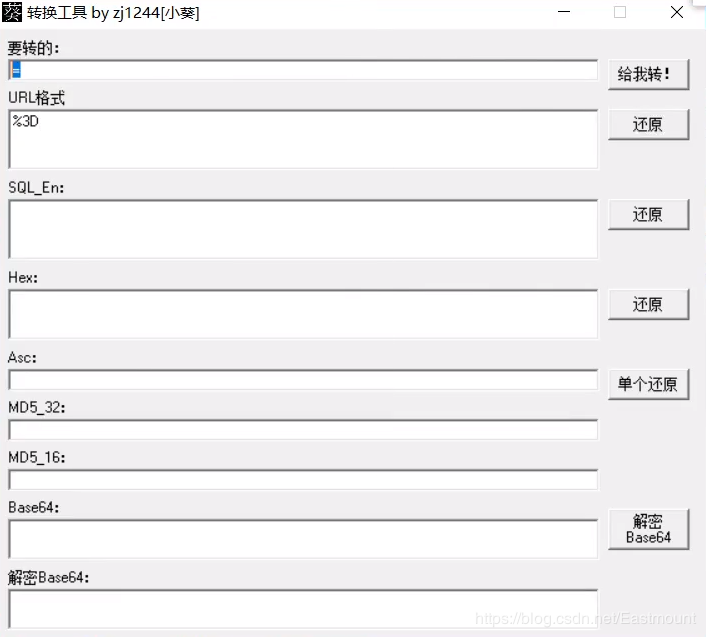 葵 转换工具 by zj1244[小葵]
要转的:
=
给我转!
URL格式
%3D
还原
SQL_En:
还原
Hex:
还原
Asc:
单个还原
MD5_32:
MD5_16:
Base64:
解密
Base64
解密Base64:
https://blog.csdn.net/Eastmount